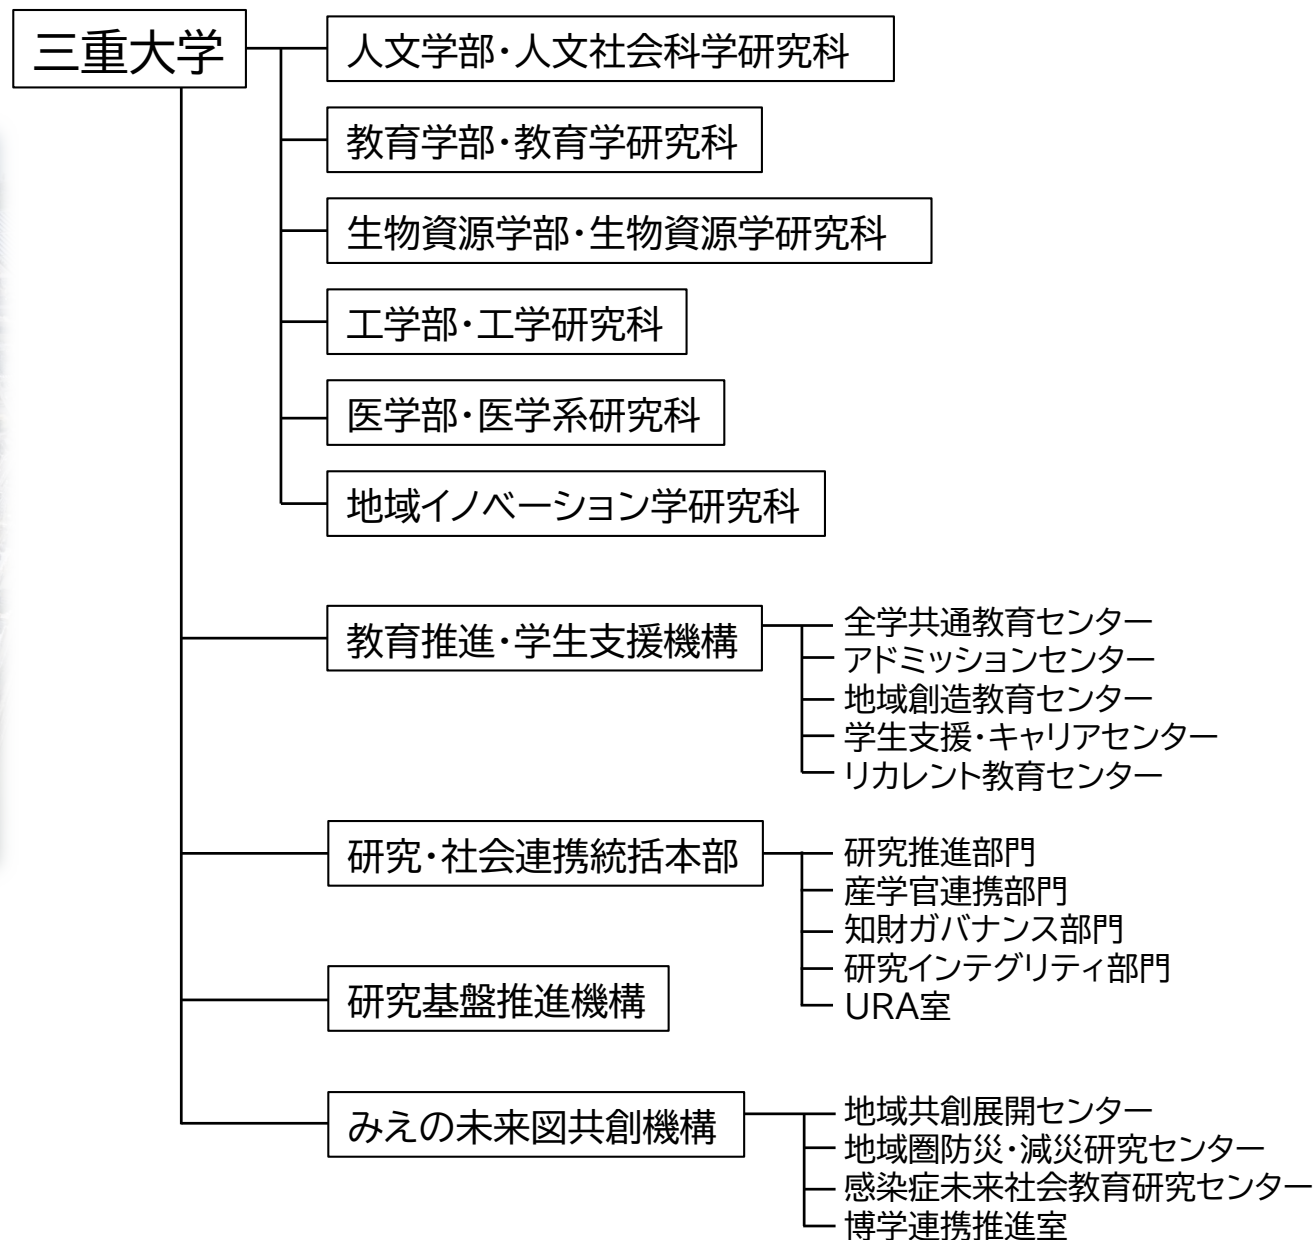 三重大学
人文学部・人文社会科学研究科
教育学部・教育学研究科
生物資源学部・生物資源学研究科
工学部・工学研究科
医学部・医学系研究科
地域イノベーション学研究科
教育推進・学生支援機構
全学共通教育センター
アドミッションセンター
地域創造教育センター
学生支援・キャリアセンター
リカレント教育センター
研究・社会連携統括本部
研究推進部門
産学官連携部門
知財ガバナンス部門
研究インテグリティ部門
URA室
研究基盤推進機構
みえの未来図共創機構
地域共創展開センター
地域圏防災・減災研究センター
感染症未来社会教育研究センター
博学連携推進室